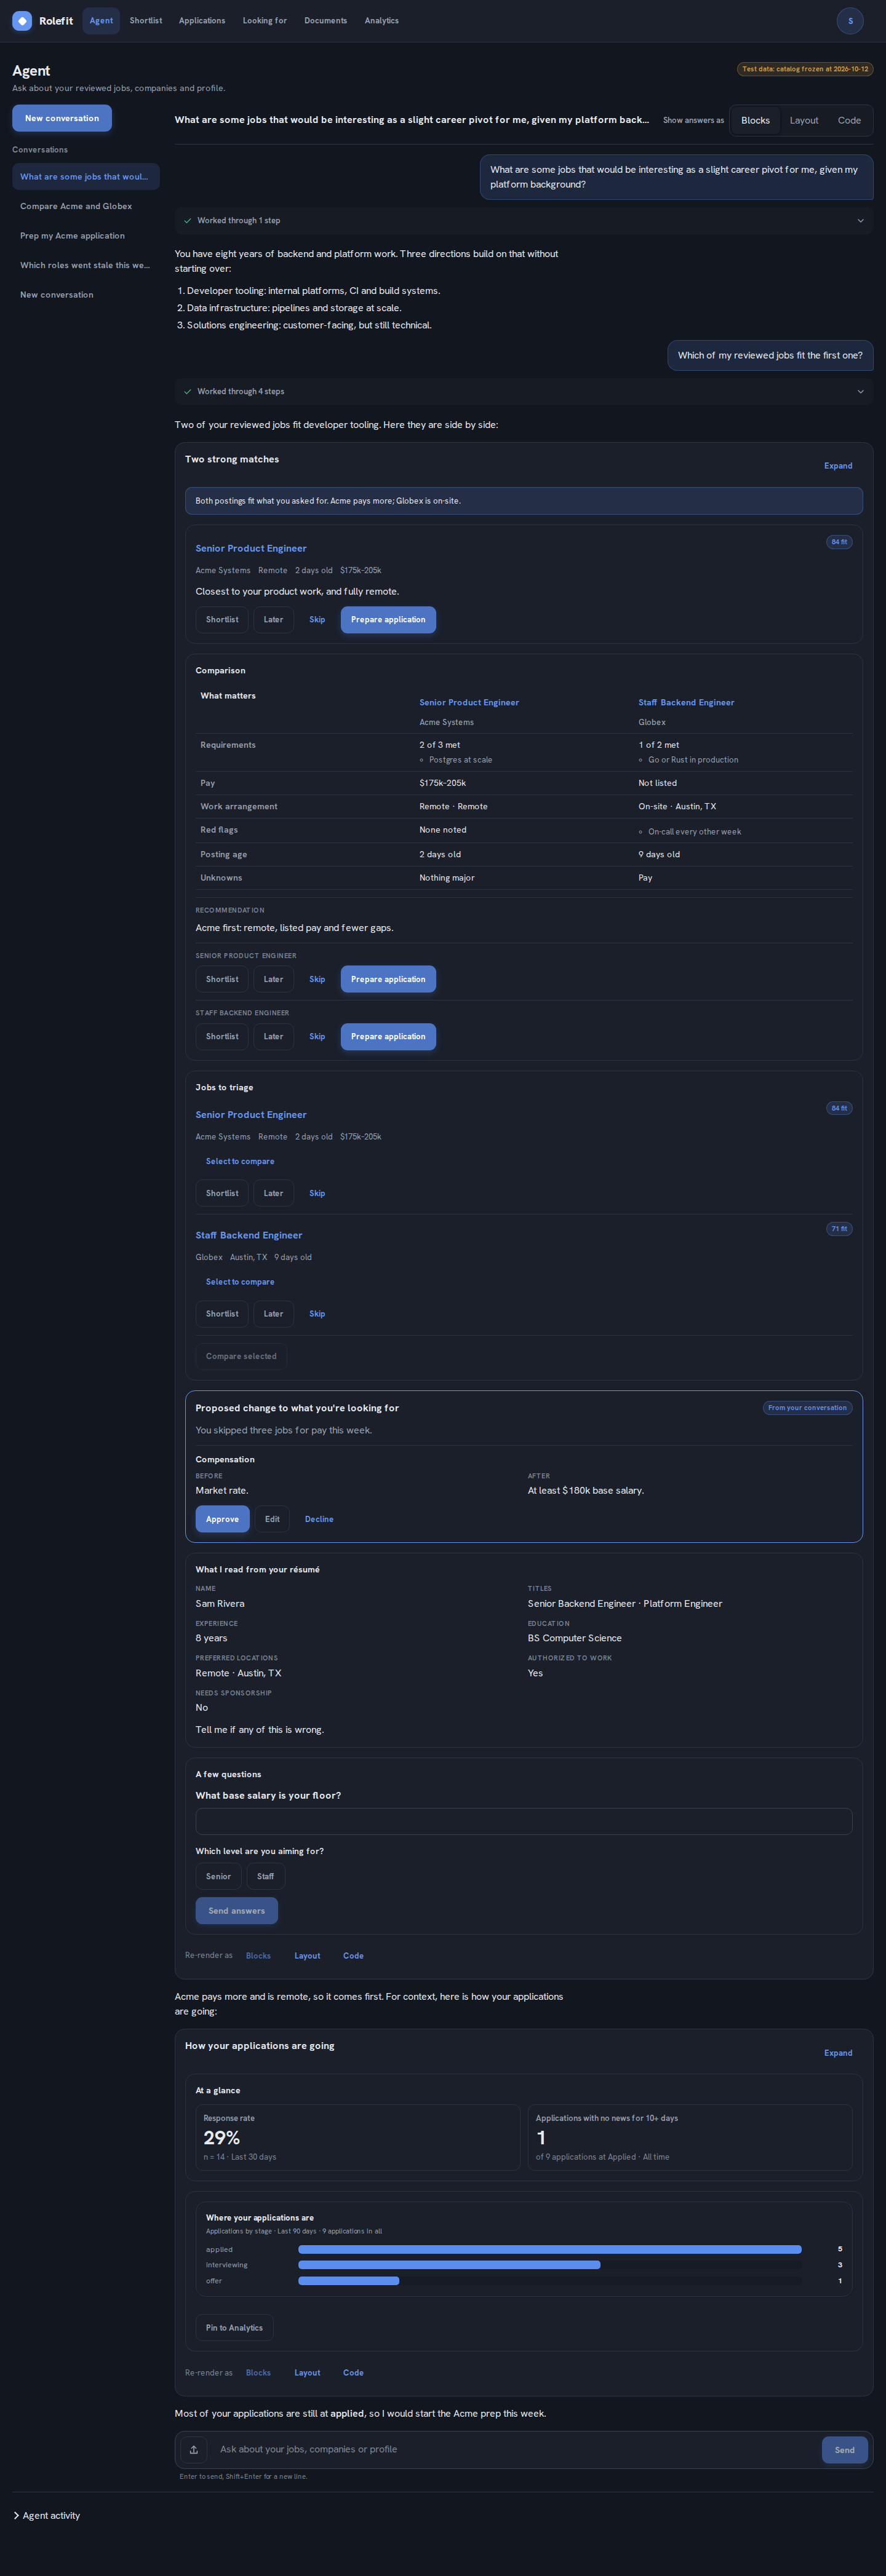 Rolefit
Agent
Shortlist
Applications
Looking for
Documents
Analytics
S
Agent
Test data: catalog frozen at 2026-10-12
Ask about your reviewed jobs, companies and profile.
New conversation
Conversations
What are some jobs that woul...
Compare Acme and Globex
Prep my Acme application
Which roles went stale this we...
New conversation
What are some jobs that would be interesting as a slight career pivot for me, given my platform back...
Show answers as
Blocks
Layout
Code
What are some jobs that would be interesting as a slight career pivot for me, given my
platform background?
Worked through 1 step
You have eight years of backend and platform work. Three directions build on that without
starting over:
1. Developer tooling: internal platforms, CI and build systems.
2. Data infrastructure: pipelines and storage at scale.
3. Solutions engineering: customer-facing, but still technical.
Which of my reviewed jobs fit the first one?
Worked through 4 steps
Two of your reviewed jobs fit developer tooling. Here they are side by side:
Two strong matches
Expand
Both postings fit what you asked for. Acme pays more; Globex is on-site.
Senior Product Engineer
84 fit
Acme Systems Remote 2 days old $175k-205k
Closest to your product work, and fully remote.
Shortlist
Later
Skip
Prepare application
Comparison
What matters
Senior Product Engineer
Staff Backend Engineer
Acme Systems
Globex
Requirements
2 of 3 met
1 of 2 met
Postgres at scale
Go or Rust in production
Pay
$175k-205k
Not listed
Work arrangement
Remote · Remote
On-site · Austin, TX
Red flags
None noted
On-call every other week
Posting age
2 days old
9 days old
Unknowns
Nothing major
Pay
RECOMMENDATION
Acme first: remote, listed pay and fewer gaps.
SENIOR PRODUCT ENGINEER
Shortlist
Later
Skip
Prepare application
STAFF BACKEND ENGINEER
Shortlist
Later
Skip
Prepare application
Jobs to triage
Senior Product Engineer
84 fit
Acme Systems Remote 2 days old $175k-205k
Select to compare
Shortlist
Later
Skip
Staff Backend Engineer
71 fit
Globex Austin, TX 9 days old
Select to compare
Shortlist
Later
Skip
Compare selected
Proposed change to what you're looking for
From your conversation
You skipped three jobs for pay this week.
Compensation
BEFORE
AFTER
Market rate.
At least $180k base salary.
Approve
Edit
Decline
What I read from your résumé
NAME
TITLES
Sam Rivera
Senior Backend Engineer · Platform Engineer
EXPERIENCE
EDUCATION
8 years
BS Computer Science
PREFERRED LOCATIONS
AUTHORIZED TO WORK
Remote · Austin, TX
Yes
NEEDS SPONSORSHIP
No
Tell me if any of this is wrong.
A few questions
What base salary is your floor?
Which level are you aiming for?
Senior
Staff
Send answers
Re-render as
Blocks
Layout
Code
Acme pays more and is remote, so it comes first. For context, here is how your applications
are going:
How your applications are going
Expand
At a glance
Response rate
Applications with no news for 10+ days
29%
1
n = 14 · Last 30 days
of 9 applications at Applied · All time
Where your applications are
Applications by stage · Last 90 days · 9 applications in all
applied
5
interviewing
3
offer
1
Pin to Analytics
Re-render as
Blocks
Layout
Code
Most of your applications are still at applied, so I would start the Acme prep this week.
Ask about your jobs, companies or profile
Send
Enter to send, Shift+Enter for a new line.
Agent activity